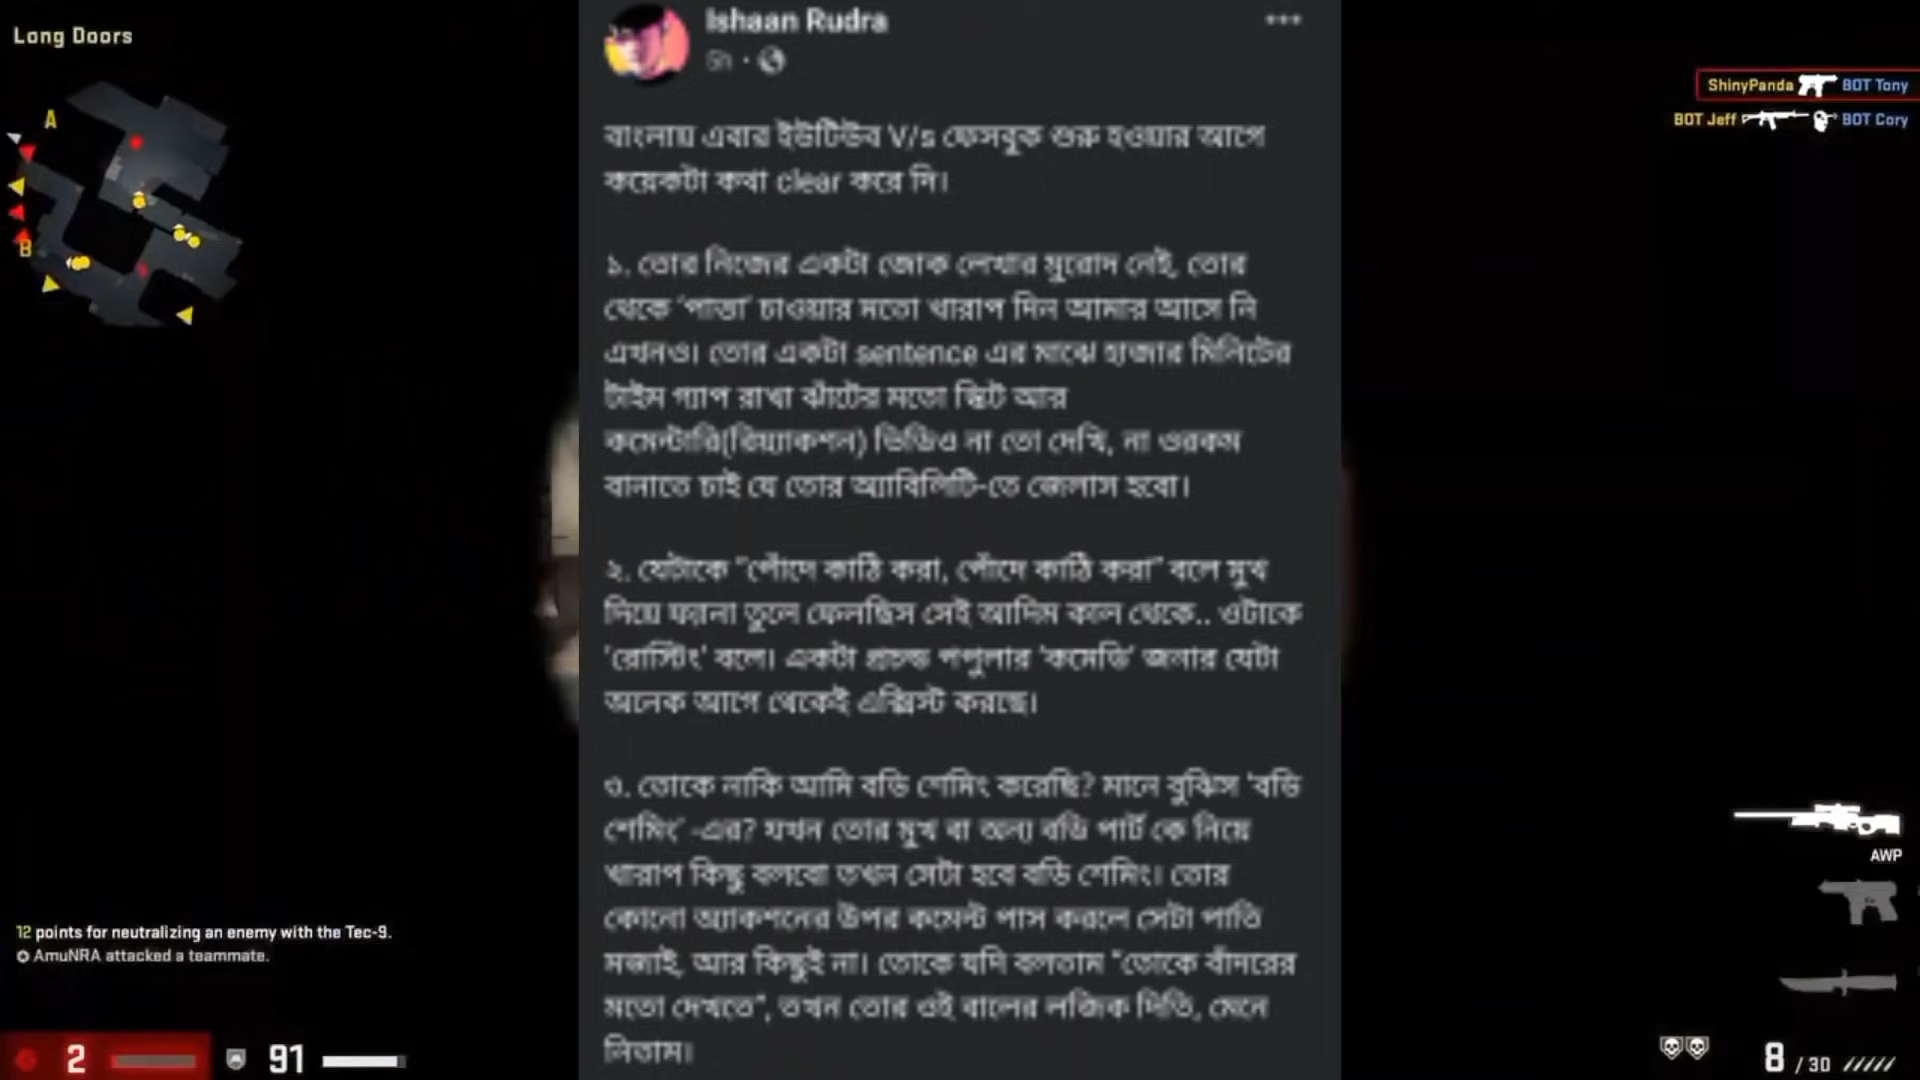 Long Doors
A
B
Ishaan Rudra
5h
বাংলায় এবার ইউটিউব V/s ফেসবুক শুরু হওয়ার আগে
কয়েকটা কথা clear করে দি।
১. তোর নিজের একটা জোক লেখার মুরোদ নেই, তোর
থেকে 'পাত্তা' চাওয়ার মতো খারাপ দিন আমার আসে নি
এখনও। তোর একটা sentence এর মাঝে হাজার মিনিটের
টাইম গ্যাপ রাখা ঝাঁটের মতো স্কিট আর
কমেন্টারি(রিয়্যাকশন) ভিডিও না তো দেখি, না ওরকম
বানাতে চাই যে তোর অ্যাবিলিটি-তে জেলাস হবো।
২. যেটাকে "পোঁদে কাঠি করা, পোঁদে কাঠি করা" বলে মুখ
দিয়ে ফ্যানা তুলে ফেলছিস সেই আদিম কাল থেকে.. ওটাকে
'রোস্টিং' বলে। একটা প্রচন্ড পপুলার 'কমেডি' জনার যেটা
অনেক আগে থেকেই এক্সিস্ট করছে।
৩. তোকে নাকি আমি বডি শেমিং করেছি? মানে বুঝিস 'বডি
শেমিং' -এর? যখন তোর মুখ বা অন্য বডি পার্ট কে নিয়ে
খারাপ কিছু বলবো তখন সেটা হবে বডি শেমিং। তোর
কোনো অ্যাকশনের উপর কমেন্ট পাস করলে সেটা পাতি
মজাই, আর কিছুই না। তোকে যদি বলতাম "তোকে বাঁদরের
মতো দেখতে", তখন তোর ওই বালের লজিক দিতি, মেনে
নিতাম।
ShinyPanda BOT Tony
BOT Jeff BOT Cory
AWP
12 points for neutralizing an enemy with the Tec-9.
AmuNRA attacked a teammate.
2 91
8 / 30